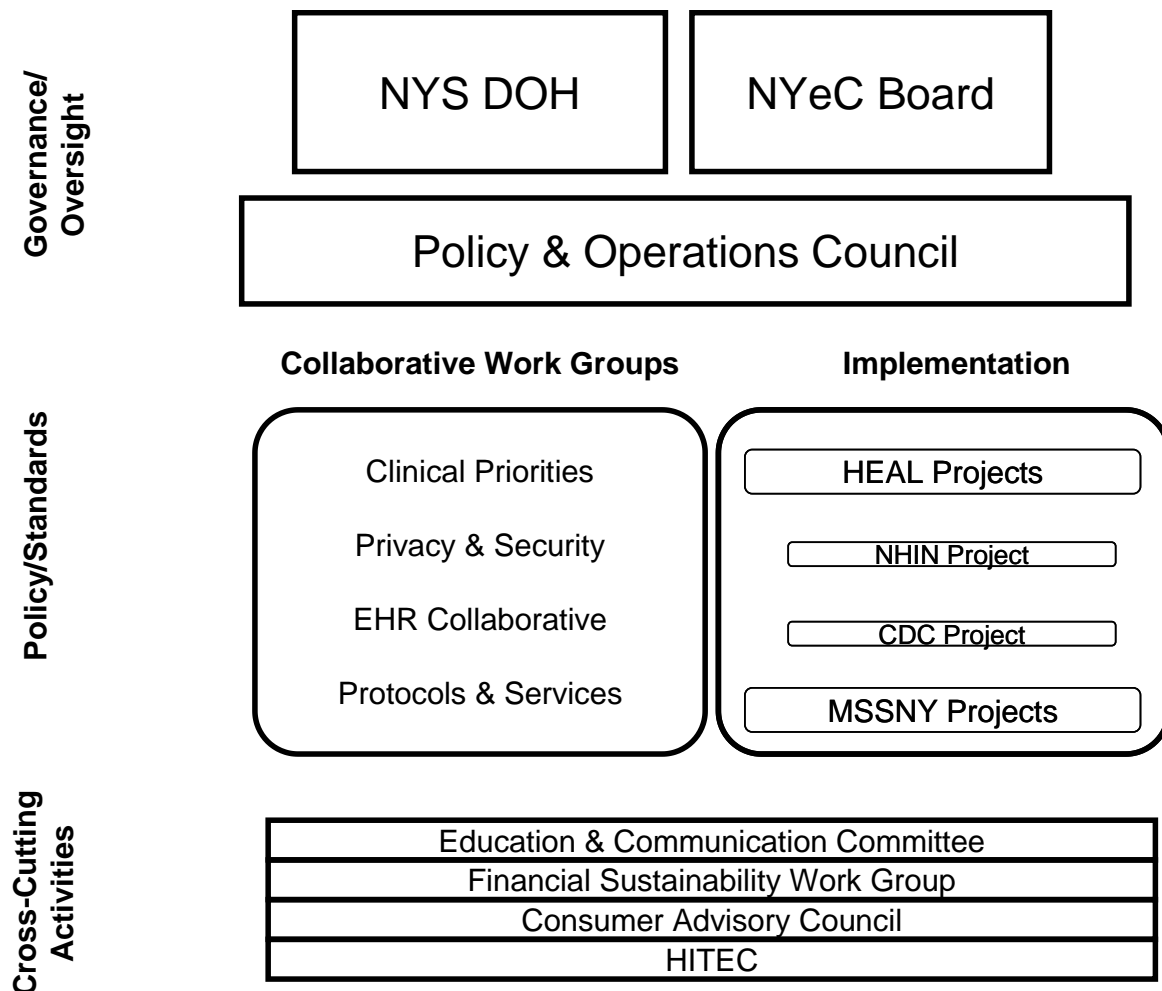 Governance/
Oversight
NYS DOH
NYeC Board
Policy & Operations Council
Policy/Standards
Collaborative Work Groups
Implementation
Clinical Priorities
Privacy & Security
EHR Collaborative
Protocols & Services
HEAL Projects
NHIN Project
CDC Project
MSSNY Projects
Cross-Cutting
Activities
Education & Communication Committee
Financial Sustainability Work Group
Consumer Advisory Council
HITEC